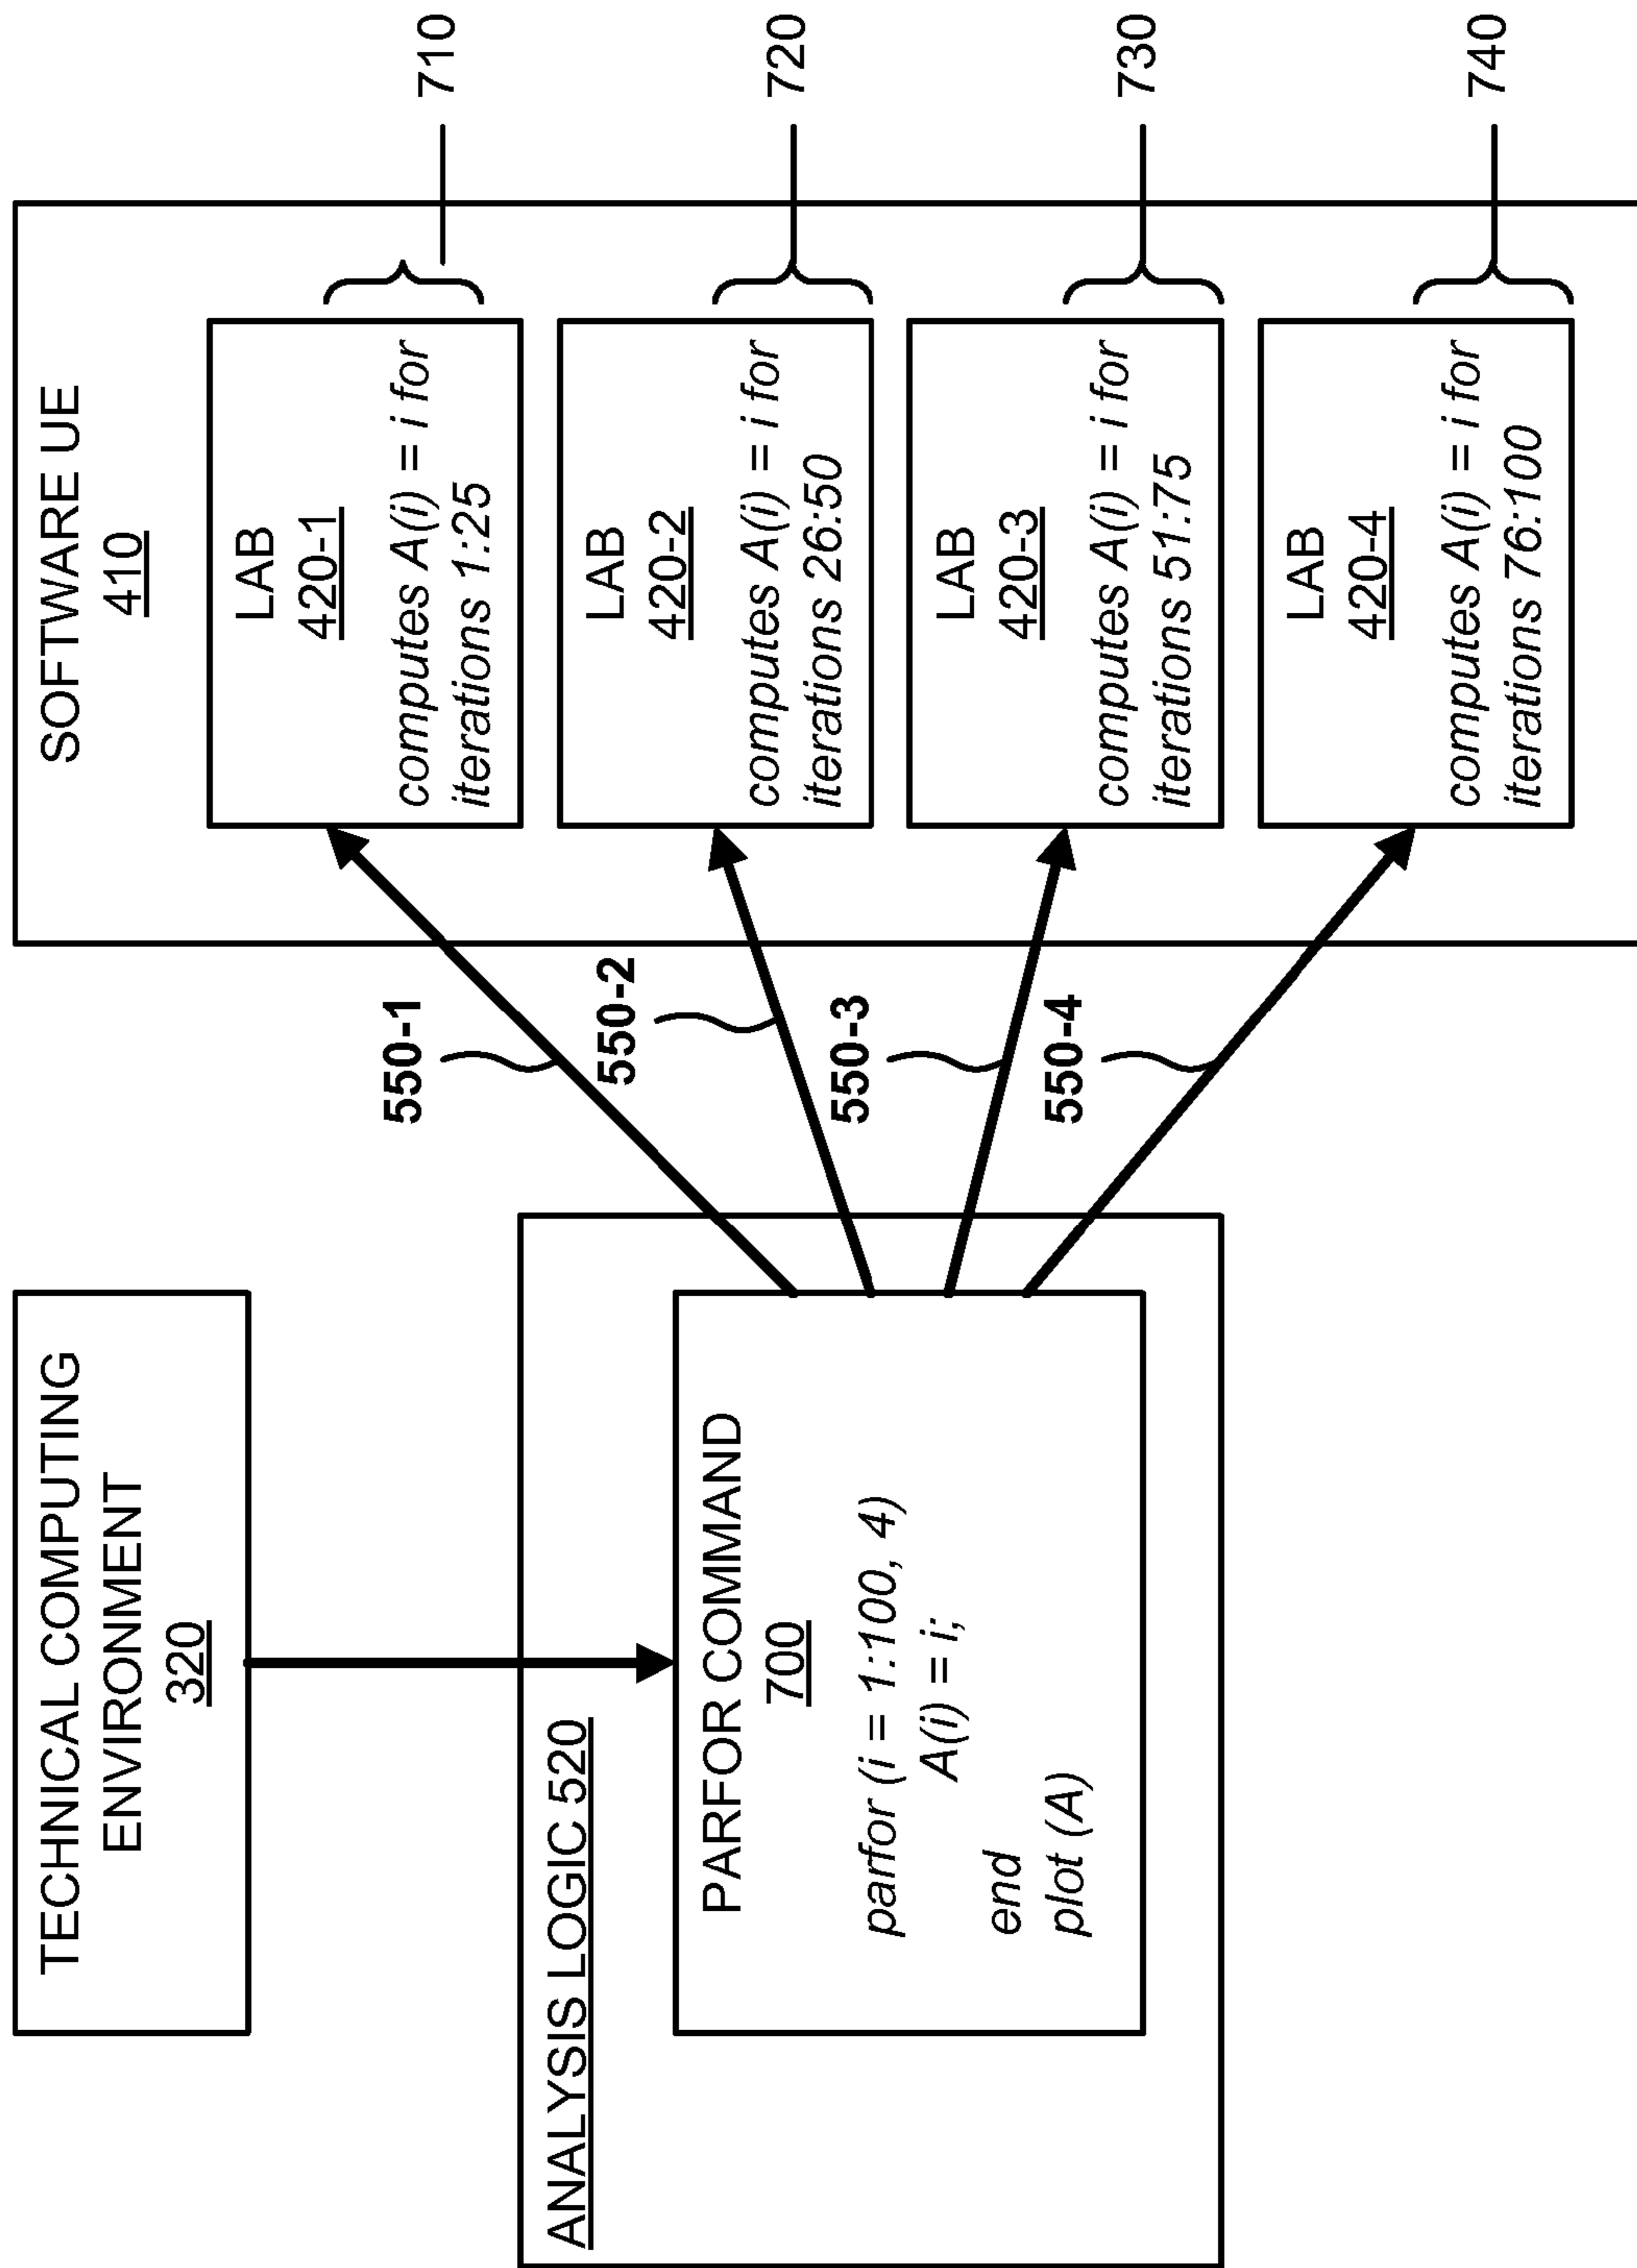 TECHNICAL COMPUTING
ENVIRONMENT
320
ANALYSIS LOGIC 520
PARFOR COMMAND
700
parfor (i = 1:100, 4)
A(i) = i;
end
plot (A)
550-1
550-2
550-3
550-4
SOFTWARE UE
410
LAB
420-1
computes A(i) = i for
iterations 1:25
710
LAB
420-2
computes A(i) = i for
iterations 26:50
720
LAB
420-3
computes A(i) = i for
iterations 51:75
730
LAB
420-4
computes A(i) = i for
iterations 76:100
740